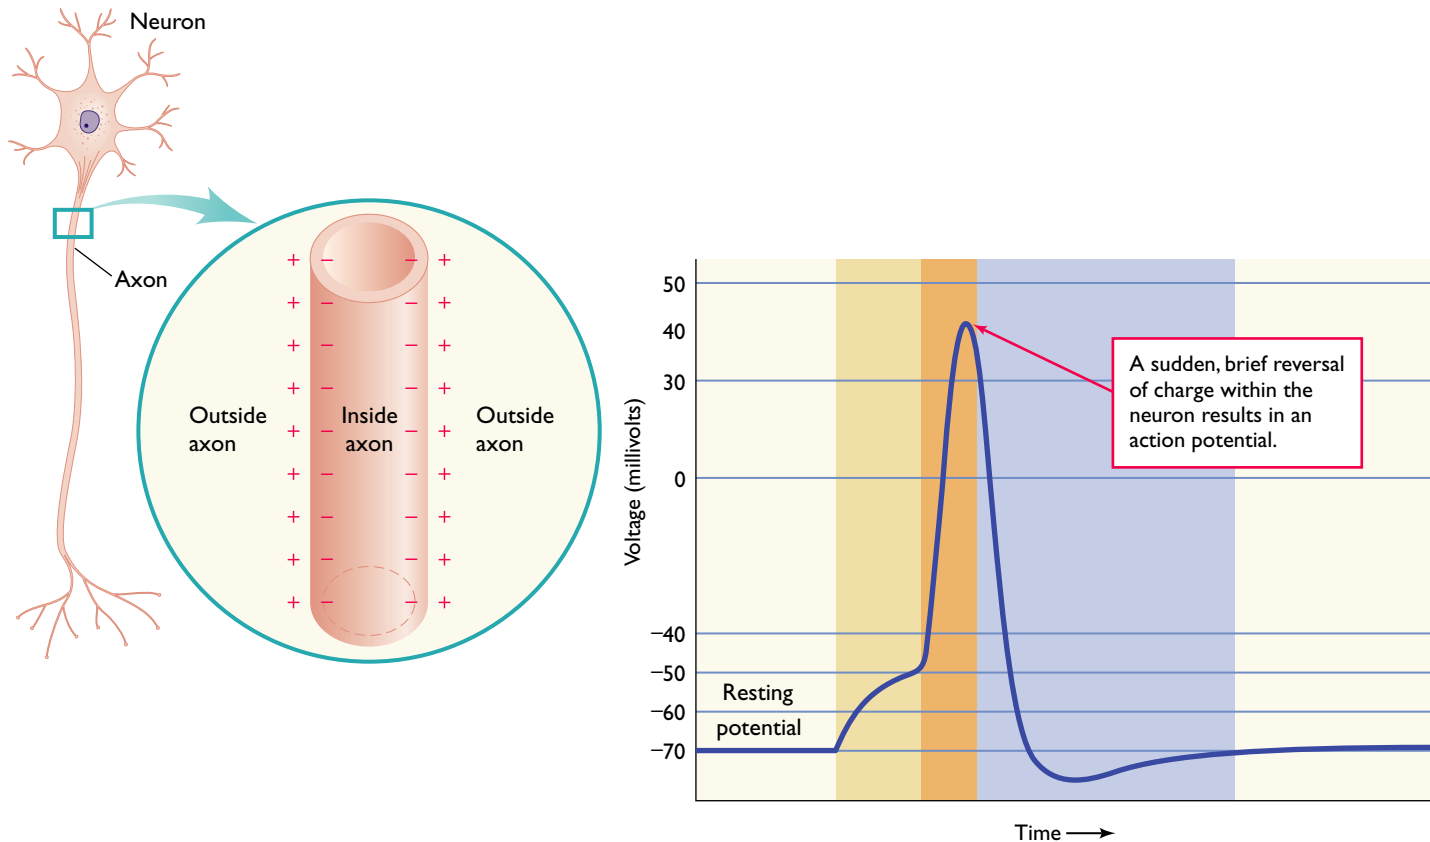 Neuron
Axon
Outside
axon
Inside
axon
Outside
axon
+ − − +
+ − − +
+ − − +
+ − − +
+ − − +
+ − − +
+ − − +
+ − − +
+ − − +
Voltage (millivolts)
50
40
30
0
−40
−50
−60
−70
Resting
potential
A sudden, brief reversal
of charge within the
neuron results in an
action potential.
Time